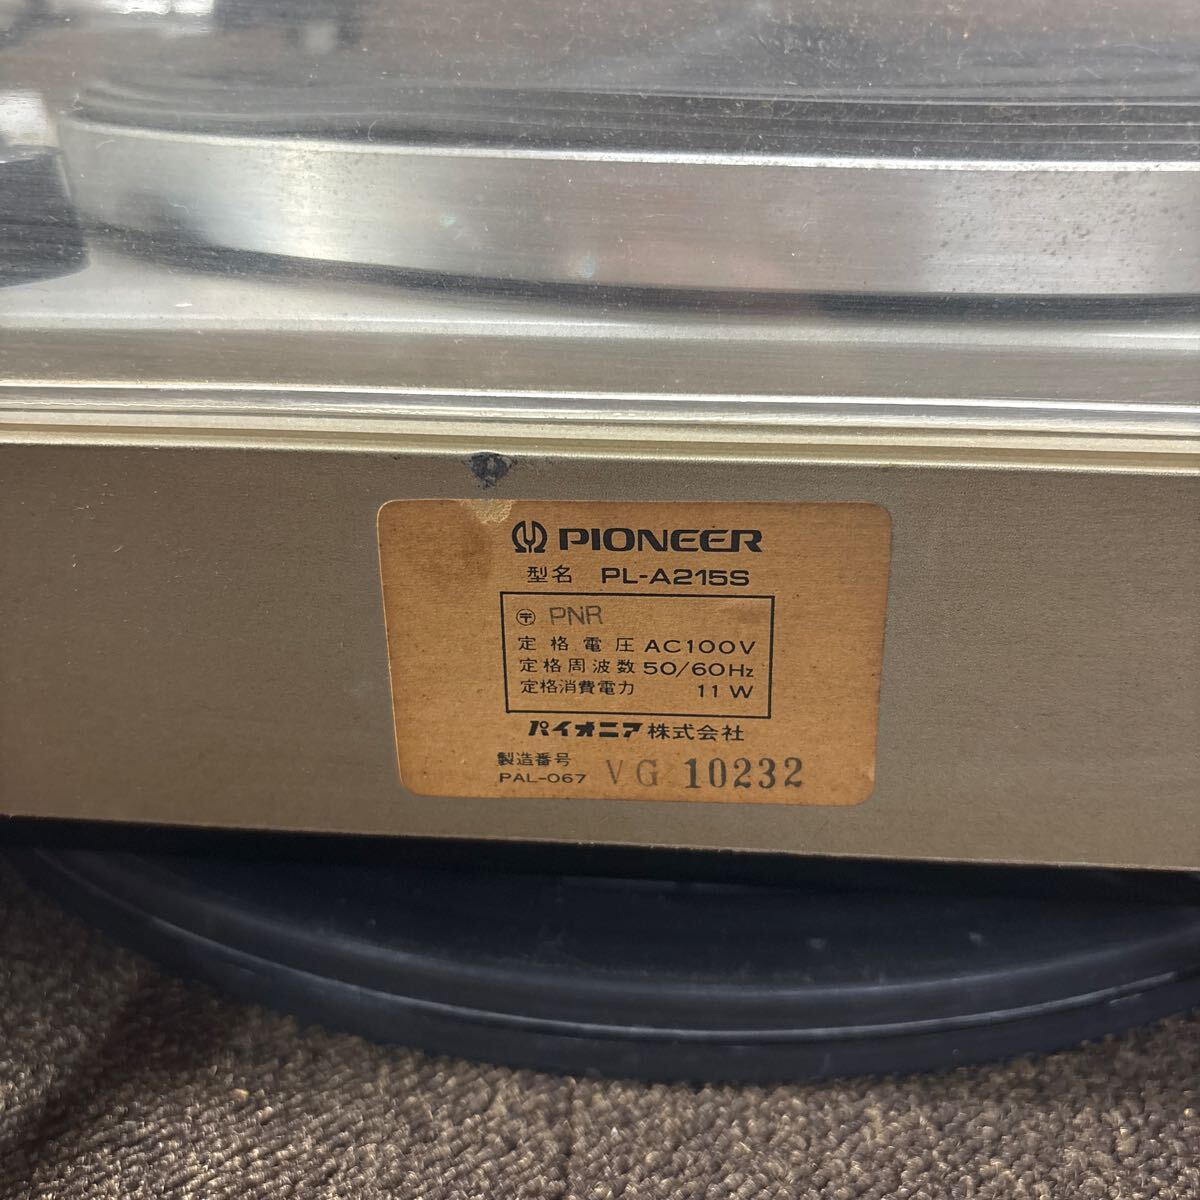 PIONEER
型名 PL-A215S
〶 PNR
定格電圧 AC100V
定格周波数 50/60Hz
定格消費電力 11W
パイオニア株式会社
製造番号
PAL-067 VG 10232